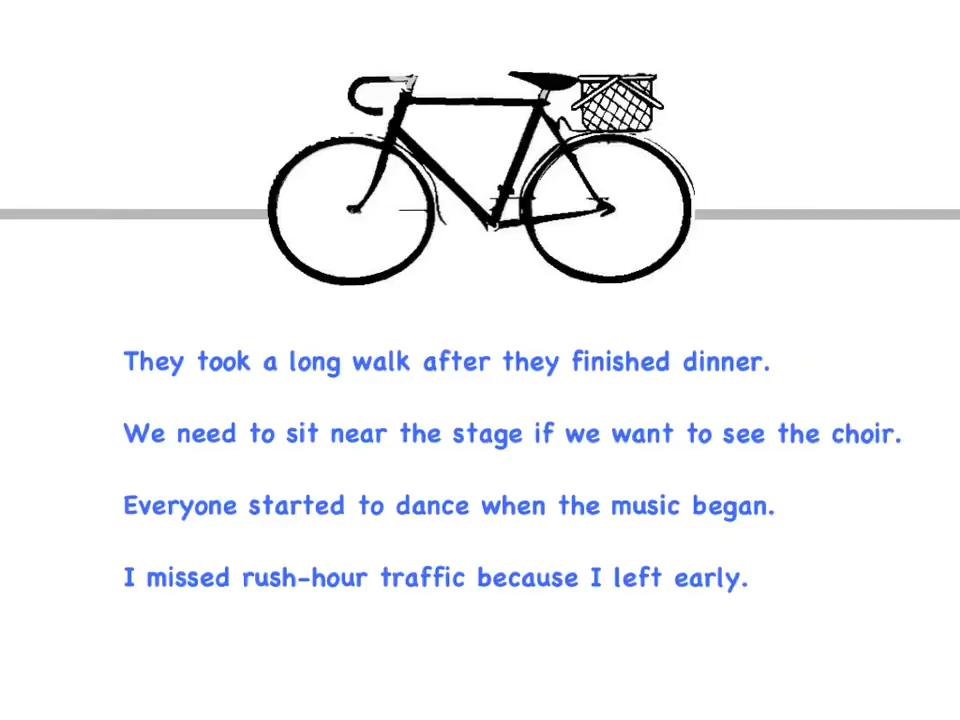 They took a long walk after they finished dinner.
We need to sit near the stage if we want to see the choir.
Everyone started to dance when the music began.
I missed rush-hour traffic because I left early.